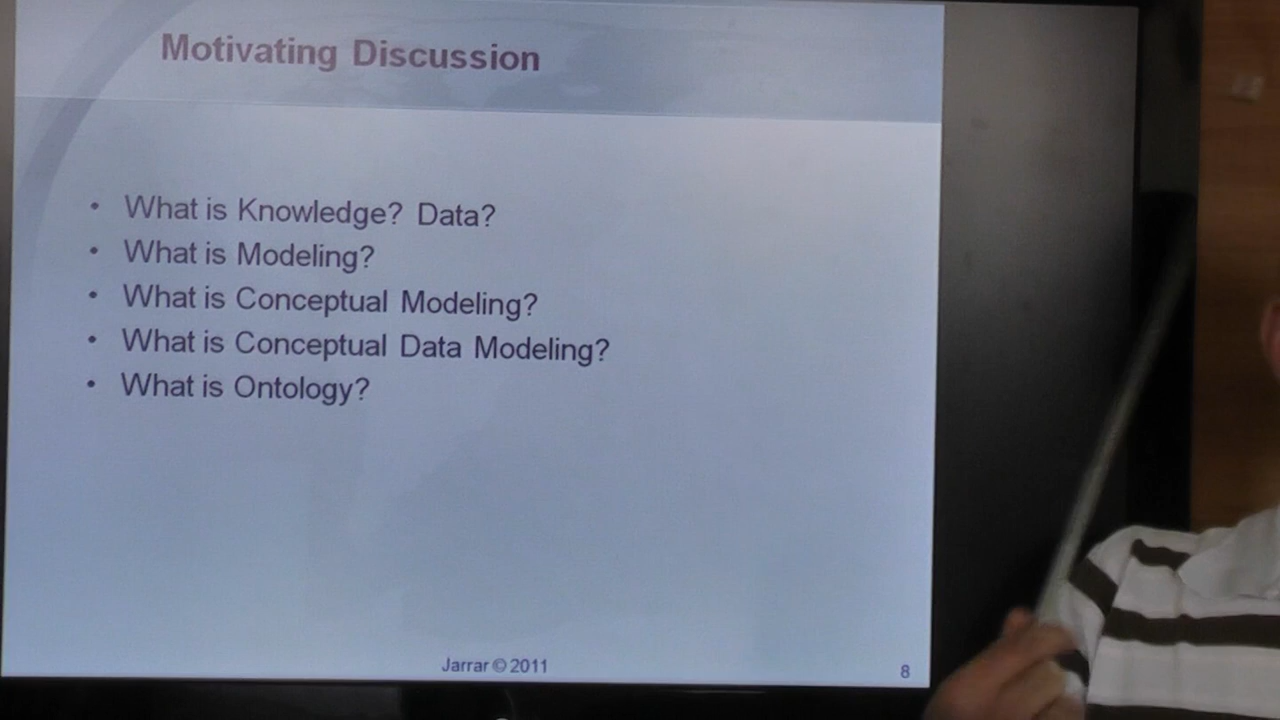 Motivating Discussion
• What is Knowledge? Data?
• What is Modeling?
• What is Conceptual Modeling?
• What is Conceptual Data Modeling?
• What is Ontology?
Jarrar © 2011
8